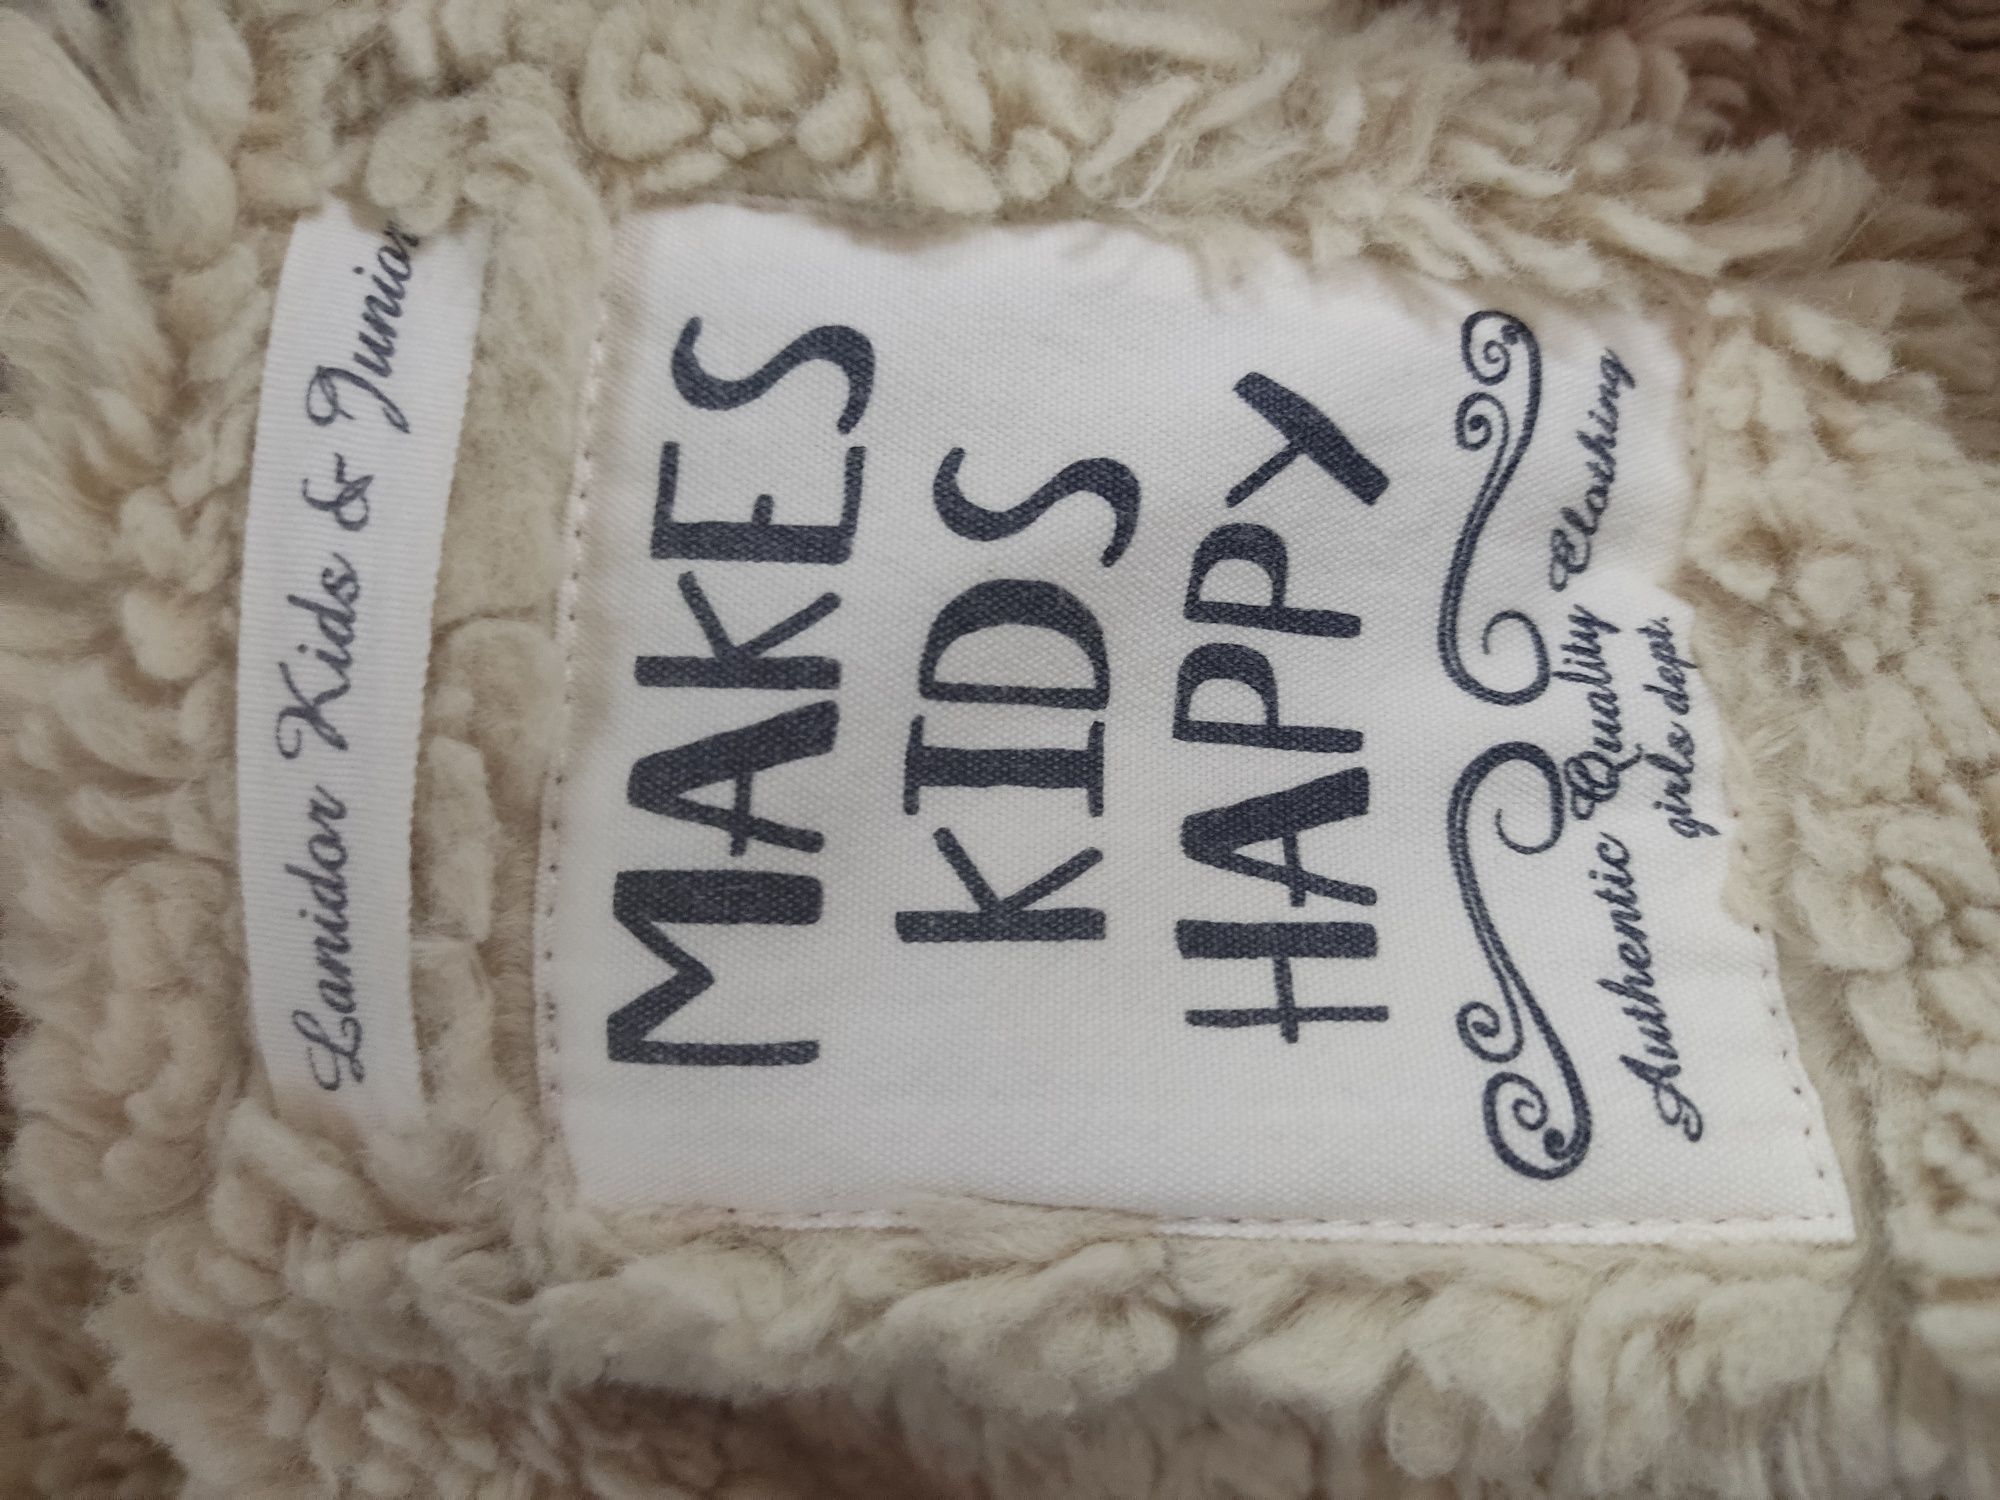 Lanidor Kids & Junior
MAKES
KIDS
HAPPY
Authentic Quality Clothing
girls dept.